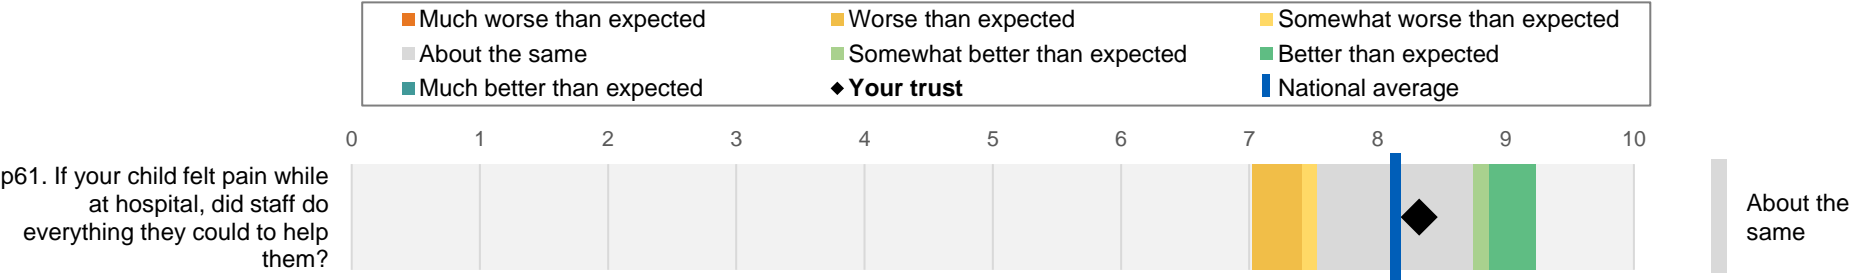 Much worse than expected
Worse than expected
Somewhat worse than expected
About the same
Somewhat better than expected
Better than expected
Much better than expected
Your trust
National average
0 1 2 3 4 5 6 7 8 9 10
p61. If your child felt pain while
at hospital, did staff do
everything they could to help
them?
About the
same